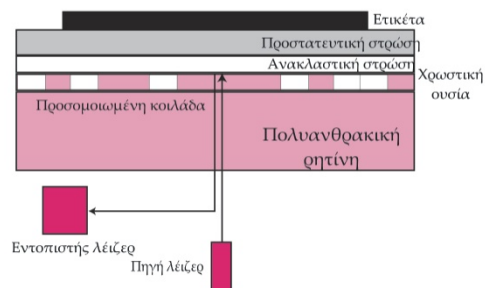 Ετικέτα
Προστατευτική στρώση
Ανακλαστική στρώση
Χρωστική
ουσία
Προσομοιωμένη κοιλάδα
Πολυανθρακική
ρητίνη
Εντοπιστής λέιζερ
Πηγή λέιζερ